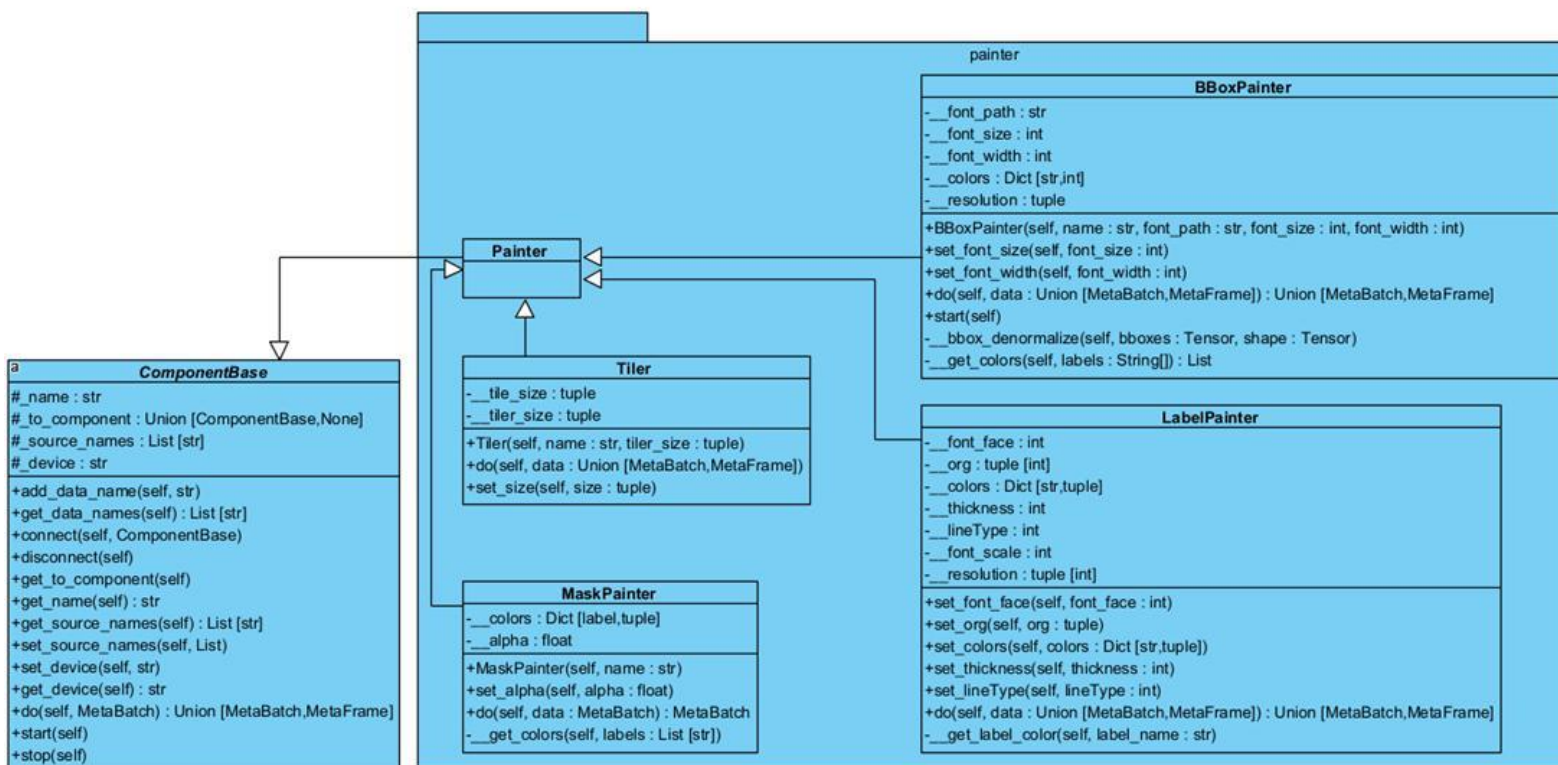 painter
BBoxPainter
-__font_path : str
-__font_size : int
-__font_width : int
-__colors : Dict [str,int]
-__resolution : tuple
+BBoxPainter(self, name : str, font_path : str, font_size : int, font_width : int)
+set_font_size(self, font_size : int)
+set_font_width(self, font_width : int)
+do(self, data : Union [MetaBatch,MetaFrame]) : Union [MetaBatch,MetaFrame]
+start(self)
-__bbox_denormalize(self, bboxes : Tensor, shape : Tensor)
-__get_colors(self, labels : String[]) : List
Painter
a
ComponentBase
#_name : str
#_to_component : Union [ComponentBase,None]
#_source_names : List [str]
#_device : str
+add_data_name(self, str)
+get_data_names(self) : List [str]
+connect(self, ComponentBase)
+disconnect(self)
+get_to_component(self)
+get_name(self) : str
+get_source_names(self) : List [str]
+set_source_names(self, List)
+set_device(self, str)
+get_device(self) : str
+do(self, MetaBatch) : Union [MetaBatch,MetaFrame]
+start(self)
+stop(self)
Tiler
-__tile_size : tuple
-__tiler_size : tuple
+Tiler(self, name : str, tiler_size : tuple)
+do(self, data : Union [MetaBatch,MetaFrame])
+set_size(self, size : tuple)
MaskPainter
-__colors : Dict [label,tuple]
-__alpha : float
+MaskPainter(self, name : str)
+set_alpha(self, alpha : float)
+do(self, data : MetaBatch) : MetaBatch
-__get_colors(self, labels : List [str])
LabelPainter
-__font_face : int
-__org : tuple [int]
-__colors : Dict [str,tuple]
-__thickness : int
-__lineType : int
-__font_scale : int
-__resolution : tuple [int]
+set_font_face(self, font_face : int)
+set_org(self, org : tuple)
+set_colors(self, colors : Dict [str,tuple])
+set_thickness(self, thickness : int)
+set_lineType(self, lineType : int)
+do(self, data : Union [MetaBatch,MetaFrame]) : Union [MetaBatch,MetaFrame]
-__get_label_color(self, label_name : str)